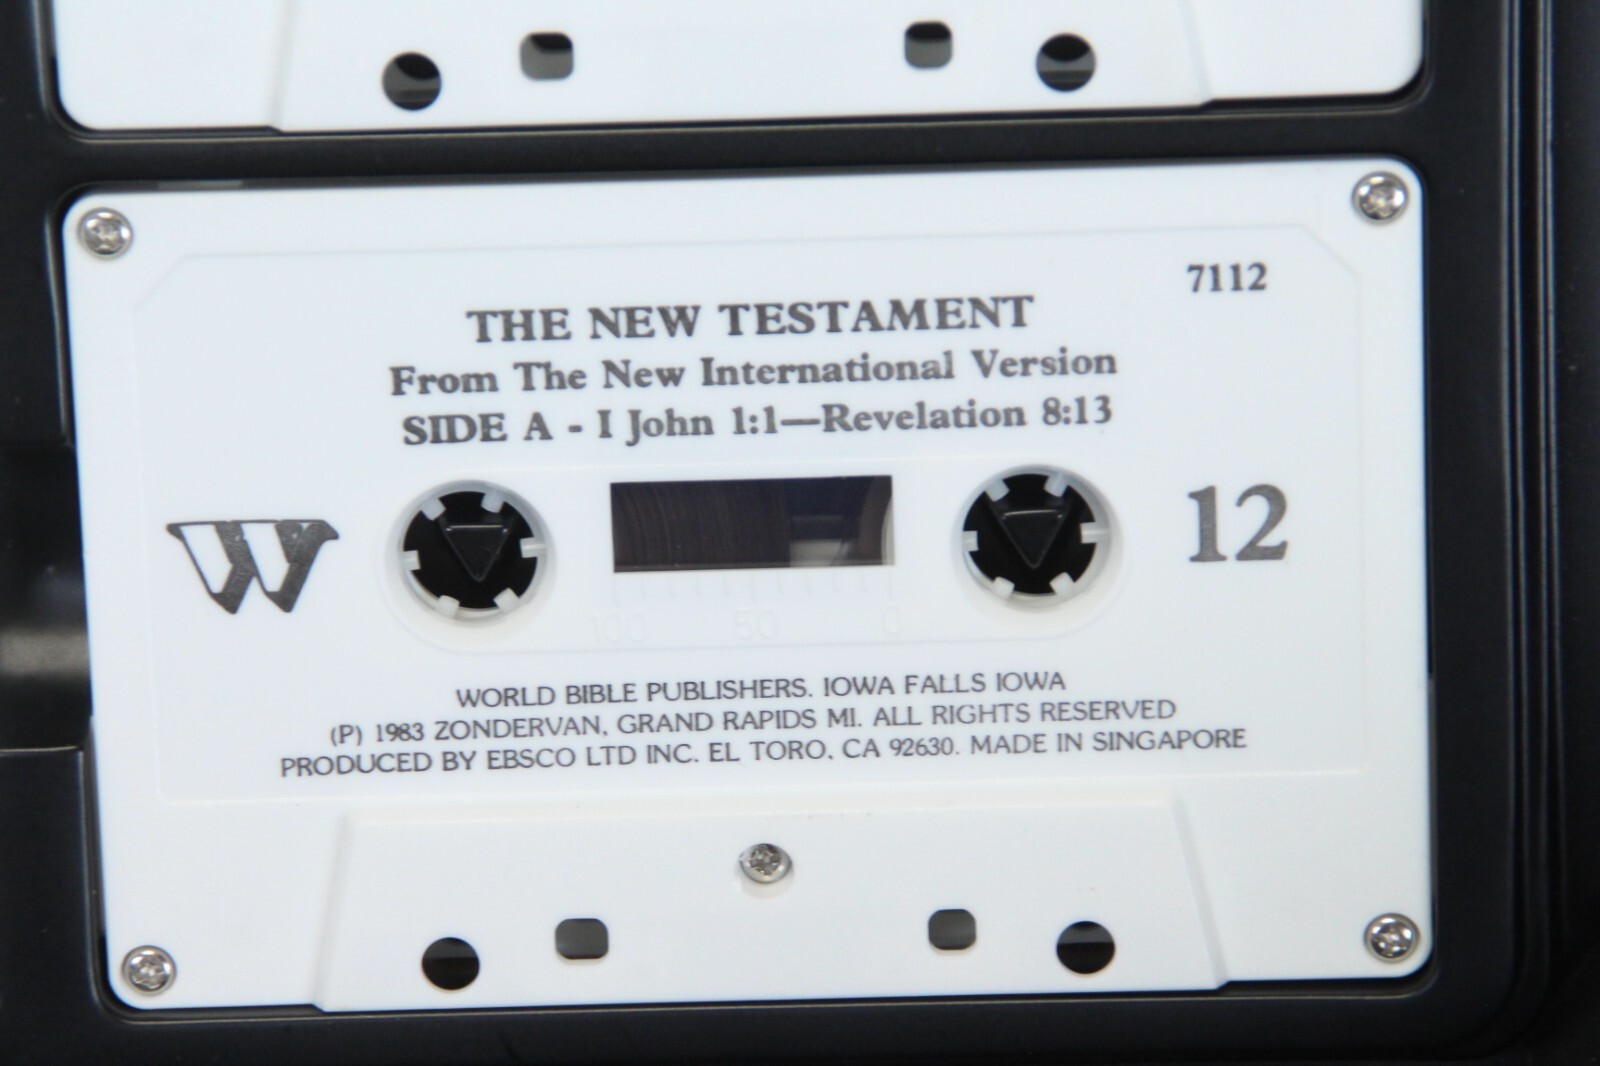 7112
THE NEW TESTAMENT
From The New International Version
SIDE A - I John 1:1—Revelation 8:13
W
12
100 50 0
WORLD BIBLE PUBLISHERS. IOWA FALLS IOWA
(P) 1983 ZONDERVAN, GRAND RAPIDS MI. ALL RIGHTS RESERVED
PRODUCED BY EBSCO LTD INC. EL TORO, CA 92630. MADE IN SINGAPORE